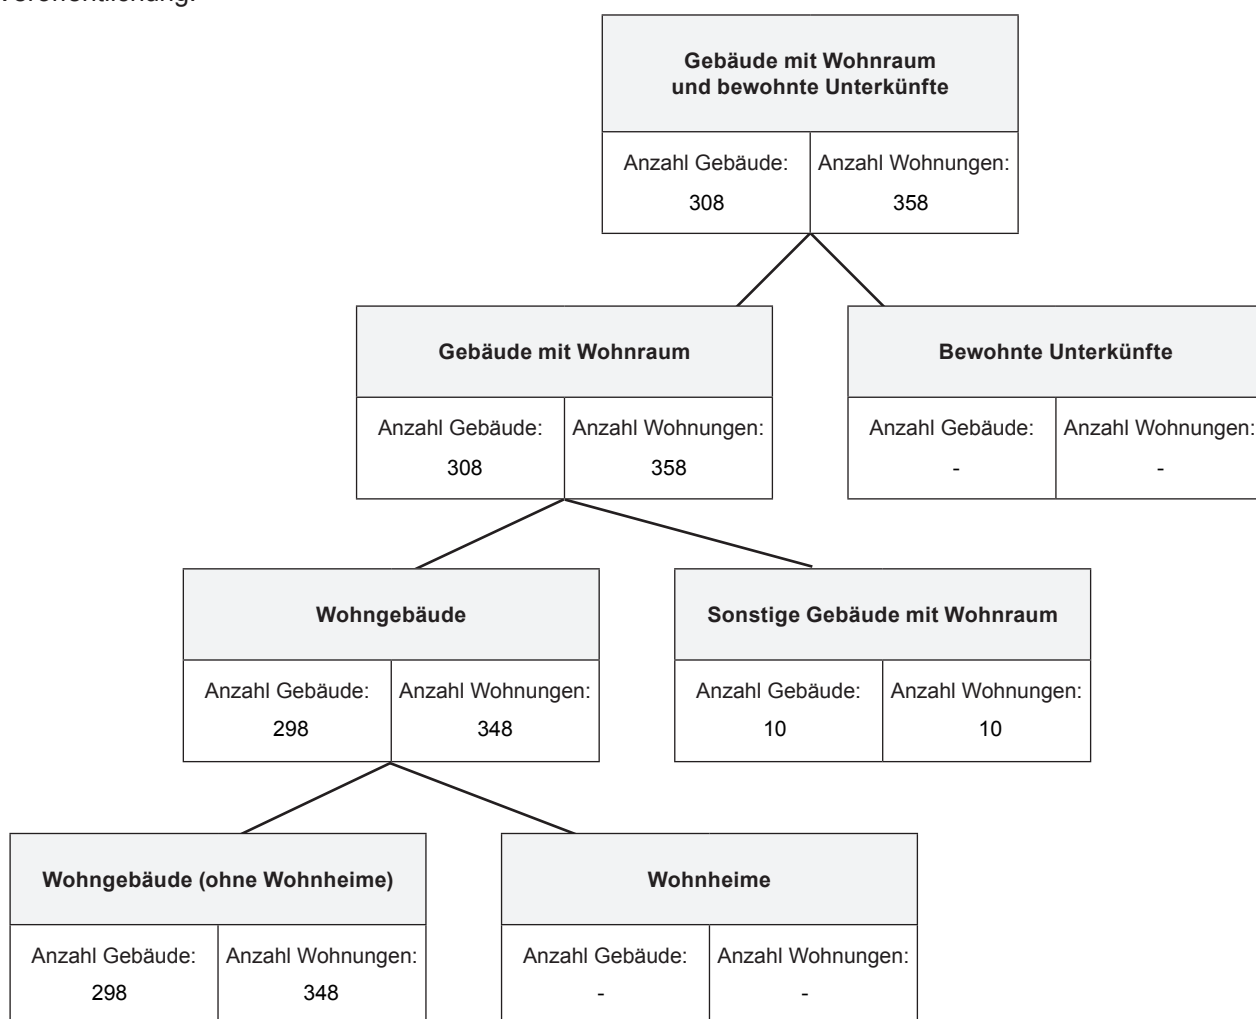 Veröffentlichung.
Gebäude mit Wohnraum
und bewohnte Unterkünfte
Anzahl Gebäude: Anzahl Wohnungen:
308 358
Gebäude mit Wohnraum
Anzahl Gebäude: Anzahl Wohnungen:
308 358
Bewohnte Unterkünfte
Anzahl Gebäude: Anzahl Wohnungen:
- -
Wohngebäude
Anzahl Gebäude: Anzahl Wohnungen:
298 348
Sonstige Gebäude mit Wohnraum
Anzahl Gebäude: Anzahl Wohnungen:
10 10
Wohngebäude (ohne Wohnheime)
Anzahl Gebäude: Anzahl Wohnungen:
298 348
Wohnheime
Anzahl Gebäude: Anzahl Wohnungen:
- -